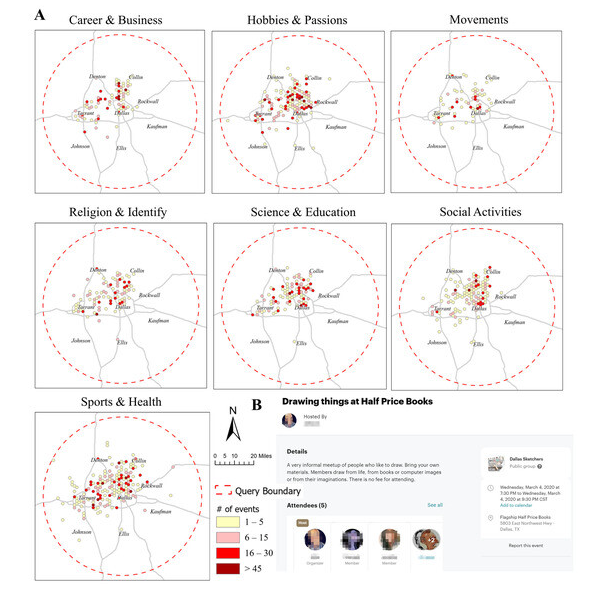 A
Career & Business
Hobbies & Passions
Movements
Denton
Collin
Rockwall
Tarrant
Dallas
Kaufman
Johnson
Ellis
Denton
Collin
Rockwall
Tarrant
Dallas
Kaufman
Johnson
Ellis
Denton
Collin
Rockwall
Tarrant
Dallas
Kaufman
Johnson
Ellis
Religion & Identify
Science & Education
Social Activities
Denton
Collin
Rockwall
Tarrant
Dallas
Kaufman
Johnson
Ellis
Denton
Collin
Rockwall
Tarrant
Dallas
Kaufman
Johnson
Ellis
Denton
Collin
Rockwall
Tarrant
Dallas
Kaufman
Johnson
Ellis
Sports & Health
Denton
Collin
Rockwall
Tarrant
Dallas
Kaufman
Johnson
Ellis
N
0 5 10 20 Miles
Query Boundary
# of events
1 – 5
6 – 15
16 – 30
> 45
B
Drawing things at Half Price Books
Hosted By
Details
A very informal meetup of people who like to draw. Bring your own
materials. Members draw from life, from books or computer images
or from their imaginations. There is no fee for attending.
Attendees (5)
See all
Host
Organizer
Member
Member
+2
Dallas Sketchers
Public group
Wednesday, March 4, 2020 at
7:00 PM to Wednesday, March
4, 2020 at 9:30 PM CST
Add to calendar
Flagship Half Price Books
5803 East Northwest Hwy ·
Dallas, TX
Report this event